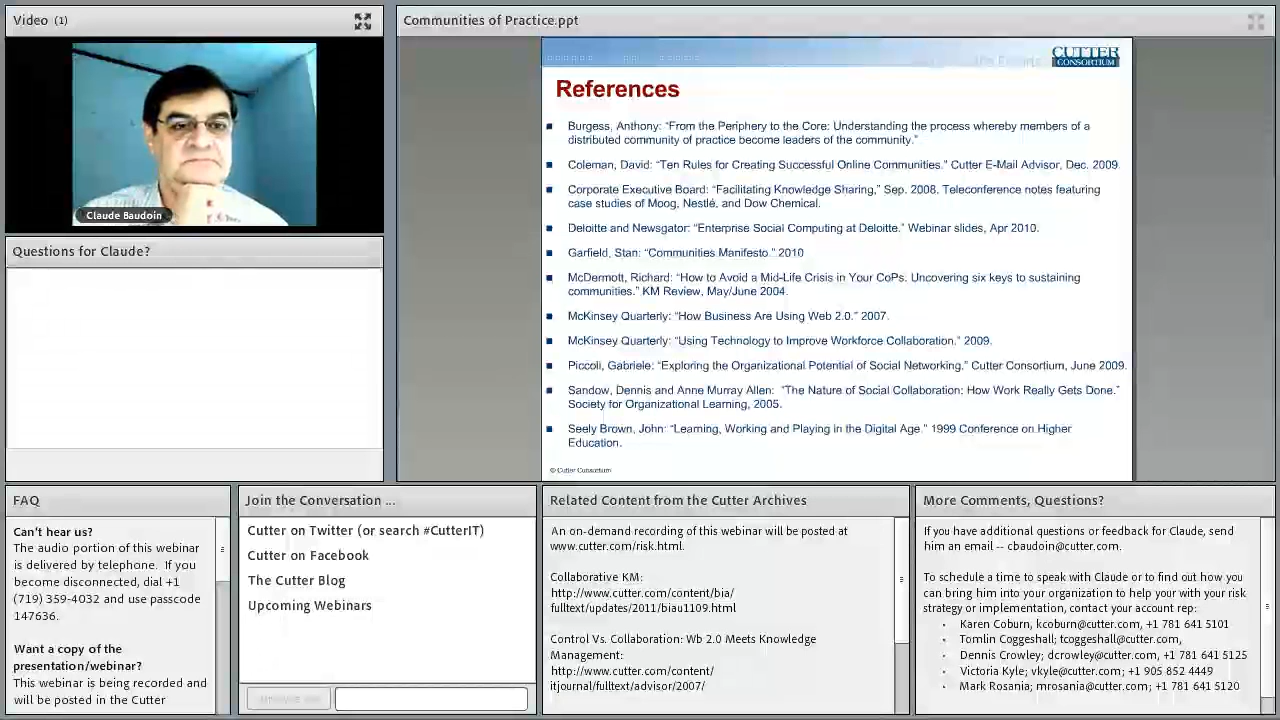 Video (1)
Claude Baudoin
Questions for Claude?
Communities of Practice.ppt
CUTTER
CONSORTIUM
References
Burgess, Anthony: “From the Periphery to the Core: Understanding the process whereby members of a
distributed community of practice become leaders of the community.”
Coleman, David: “Ten Rules for Creating Successful Online Communities.” Cutter E-Mail Advisor, Dec. 2009.
Corporate Executive Board: “Facilitating Knowledge Sharing,” Sep. 2008. Teleconference notes featuring
case studies of Moog, Nestlé, and Dow Chemical.
Deloitte and Newsgator: “Enterprise Social Computing at Deloitte.” Webinar slides, Apr 2010.
Garfield, Stan: “Communities Manifesto.” 2010
McDermott, Richard: “How to Avoid a Mid-Life Crisis in Your CoPs. Uncovering six keys to sustaining
communities.” KM Review, May/June 2004.
McKinsey Quarterly: “How Business Are Using Web 2.0.” 2007.
McKinsey Quarterly: “Using Technology to Improve Workforce Collaboration.” 2009.
Piccoli, Gabriele: “Exploring the Organizational Potential of Social Networking,” Cutter Consortium, June 2009.
Sandow, Dennis and Anne Murray Allen: “The Nature of Social Collaboration: How Work Really Gets Done.”
Society for Organizational Learning, 2005.
Seely Brown, John: “Learning, Working and Playing in the Digital Age.” 1999 Conference on Higher
Education.
© Cutter Consortium
FAQ
Can't hear us?
The audio portion of this webinar
is delivered by telephone. If you
become disconnected, dial +1
(719) 359-4032 and use passcode
147636.
Want a copy of the
presentation/webinar?
This webinar is being recorded and
will be posted in the Cutter
Join the Conversation ...
Cutter on Twitter (or search #CutterIT)
Cutter on Facebook
The Cutter Blog
Upcoming Webinars
Related Content from the Cutter Archives
An on-demand recording of this webinar will be posted at
www.cutter.com/risk.html.
Collaborative KM:
http://www.cutter.com/content/bia/
fulltext/updates/2011/biau1109.html
Control Vs. Collaboration: Wb 2.0 Meets Knowledge
Management:
http://www.cutter.com/content/
itjournal/fulltext/advisor/2007/
More Comments, Questions?
If you have additional questions or feedback for Claude, send
him an email -- cbaudoin@cutter.com.
To schedule a time to speak with Claude or to find out how you
can bring him into your organization to help your with your risk
strategy or implementation, contact your account rep:
Karen Coburn, kcoburn@cutter.com, +1 781 641 5101
Tomlin Coggeshall; tcoggeshall@cutter.com,
Dennis Crowley; dcrowley@cutter.com, +1 781 641 5125
Victoria Kyle; vkyle@cutter.com; +1 905 852 4449
Mark Rosania; mrosania@cutter.com; +1 781 641 5120